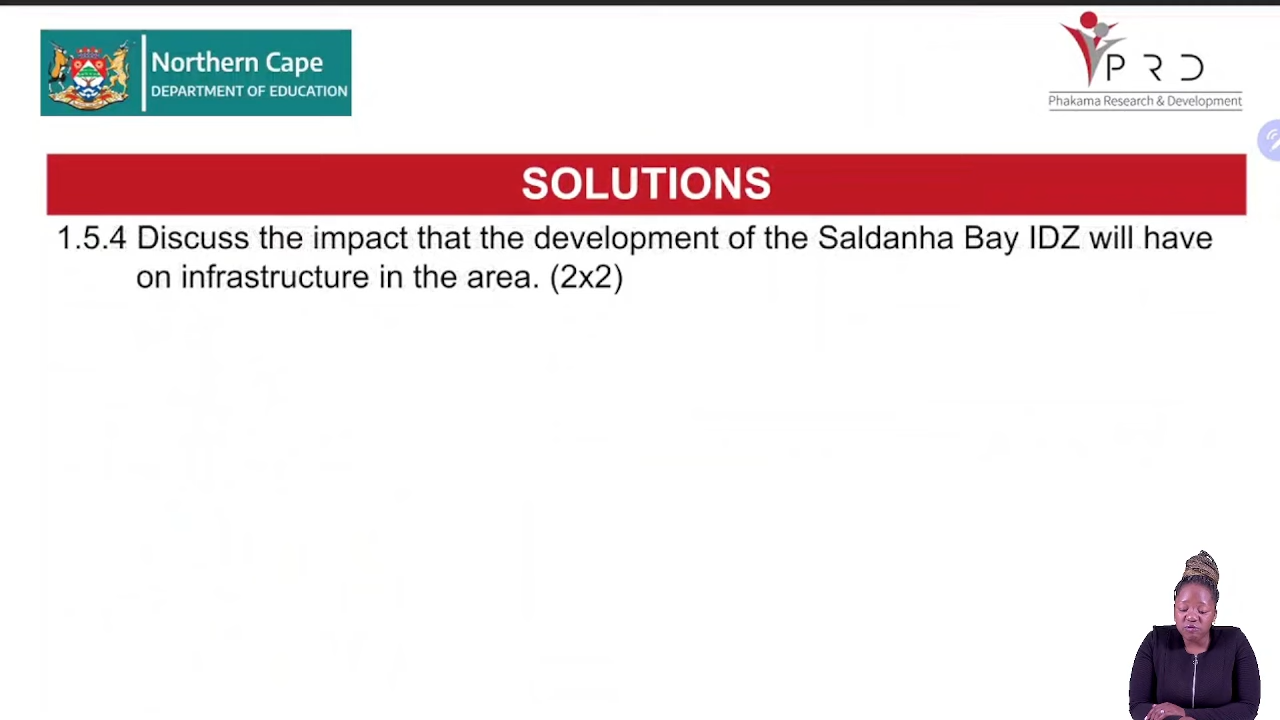 Northern Cape
DEPARTMENT OF EDUCATION
P R D
Phakama Research & Development
SOLUTIONS
1.5.4 Discuss the impact that the development of the Saldanha Bay IDZ will have
on infrastructure in the area. (2x2)